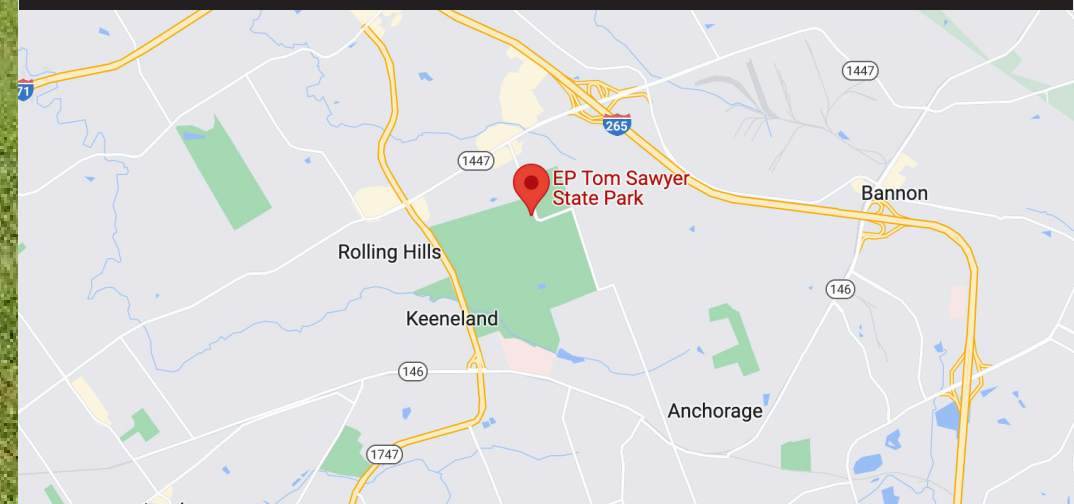 1447
71
265
1447
EP Tom Sawyer
State Park
Bannon
Rolling Hills
146
Keeneland
146
Anchorage
1747